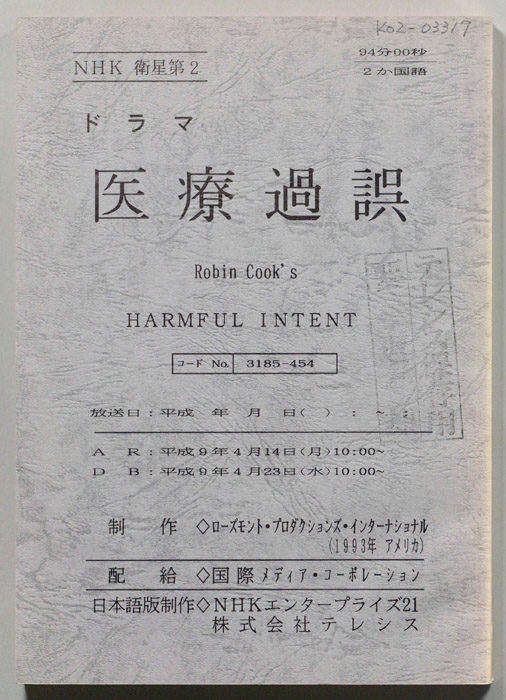 K02-0331/7
NHK 衛星第2
94分00秒
2か国語
ドラマ
医療過誤
Robin Cook's
HARMFUL INTENT
コード No. 3185-454
放送日:平成 年 月 日( ) : ~ :
A R:平成9年4月14日(月)10:00~
D B:平成9年4月23日(水)10:00~
制 作 ◇ローズモント・プロダクションズ・インターナショナル
(1993年 アメリカ)
配 給 ◇国際メディア・コーポレーション
日本語版制作◇NHKエンタープライズ21
株式会社テレシス